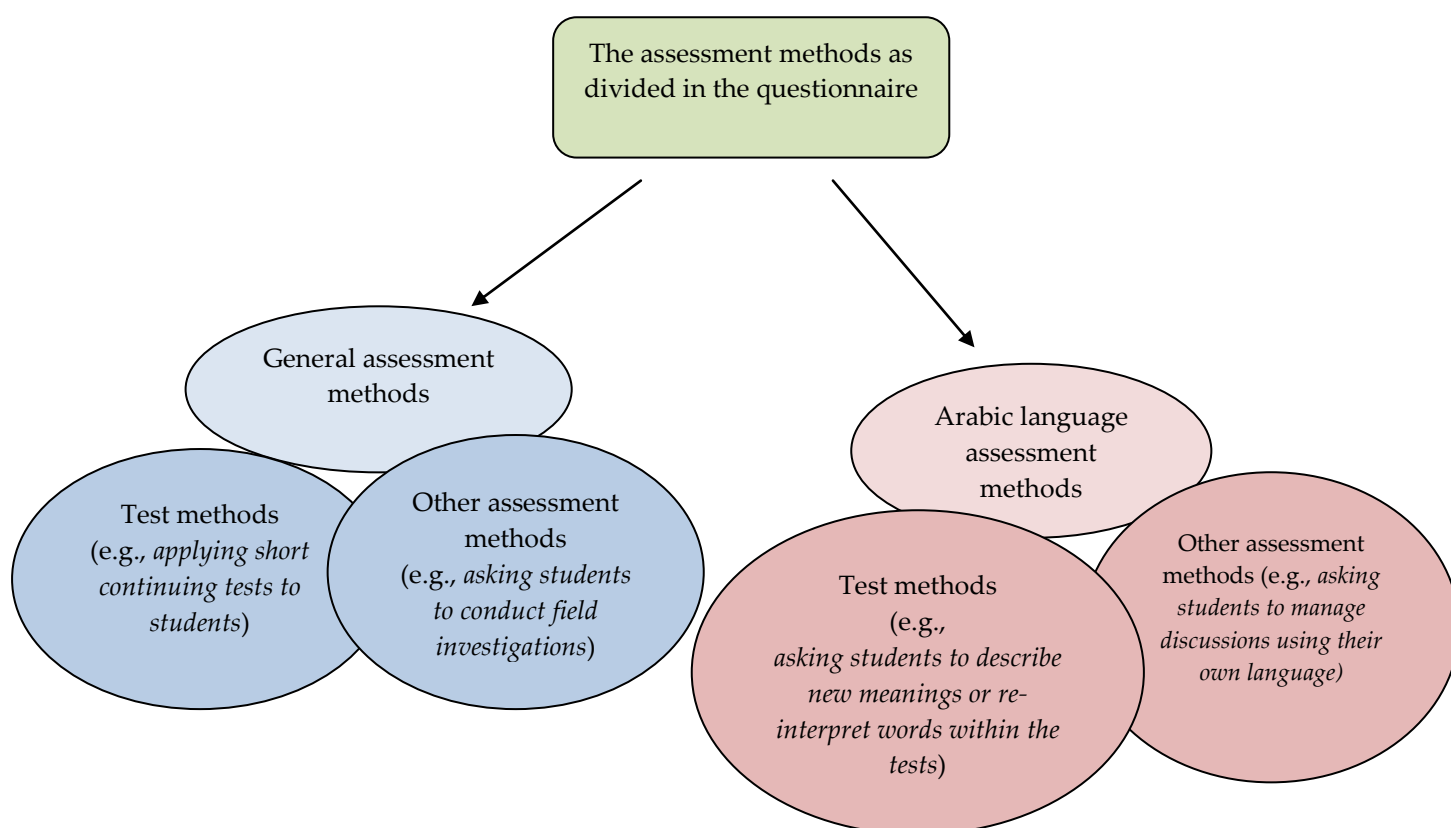 The assessment methods as
divided in the questionnaire
General assessment
methods
Test methods
(e.g., applying short
continuing tests to
students)
Other assessment
methods
(e.g., asking students
to conduct field
investigations)
Arabic language
assessment
methods
Test methods
(e.g.,
asking students to describe
new meanings or re-
interpret words within the
tests)
Other assessment
methods (e.g., asking
students to manage
discussions using their
own language)